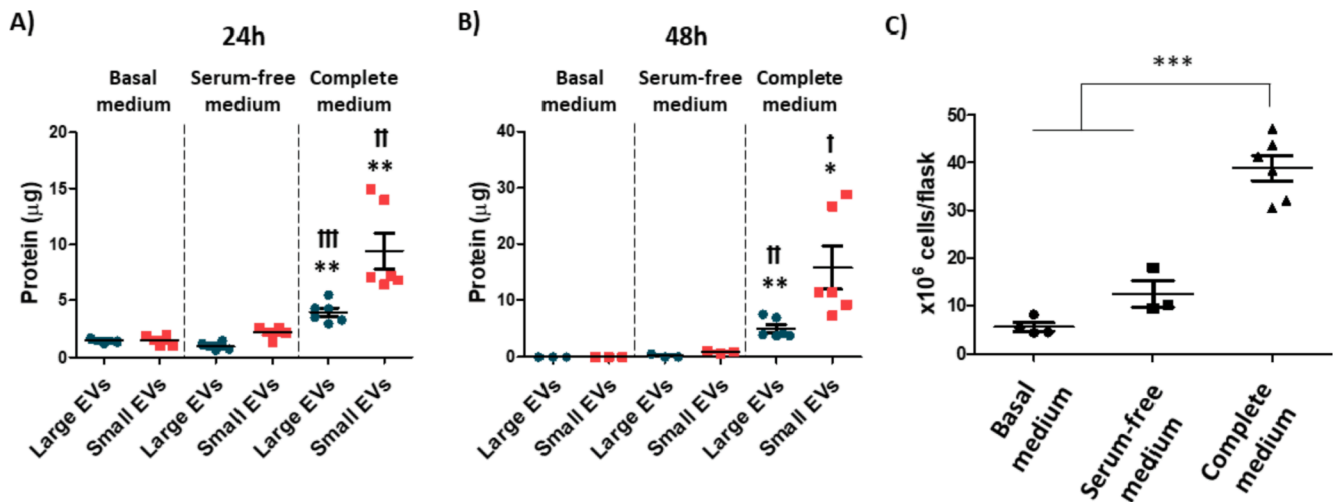 A)
24h
Basal
medium
Serum-free
medium
Complete
medium
Protein (μg)
20
15
10
5
0
†††
**
††
**
Large EVs
Small EVs
Large EVs
Small EVs
Large EVs
Small EVs
B)
48h
Basal
medium
Serum-free
medium
Complete
medium
Protein (μg)
40
30
20
10
0
††
**
†
*
Large EVs
Small EVs
Large EVs
Small EVs
Large EVs
Small EVs
C)
***
x10⁶ cells/flask
50
40
30
20
10
0
Basal
medium
Serum-free
medium
Complete
medium